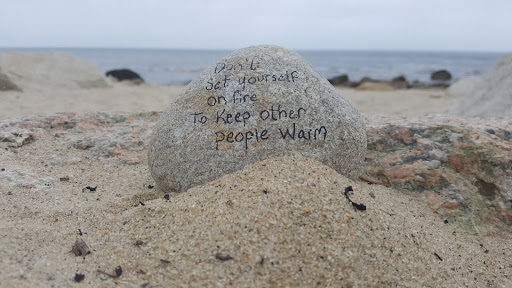 Don't
Set yourself
on fire
To Keep other
people Warm